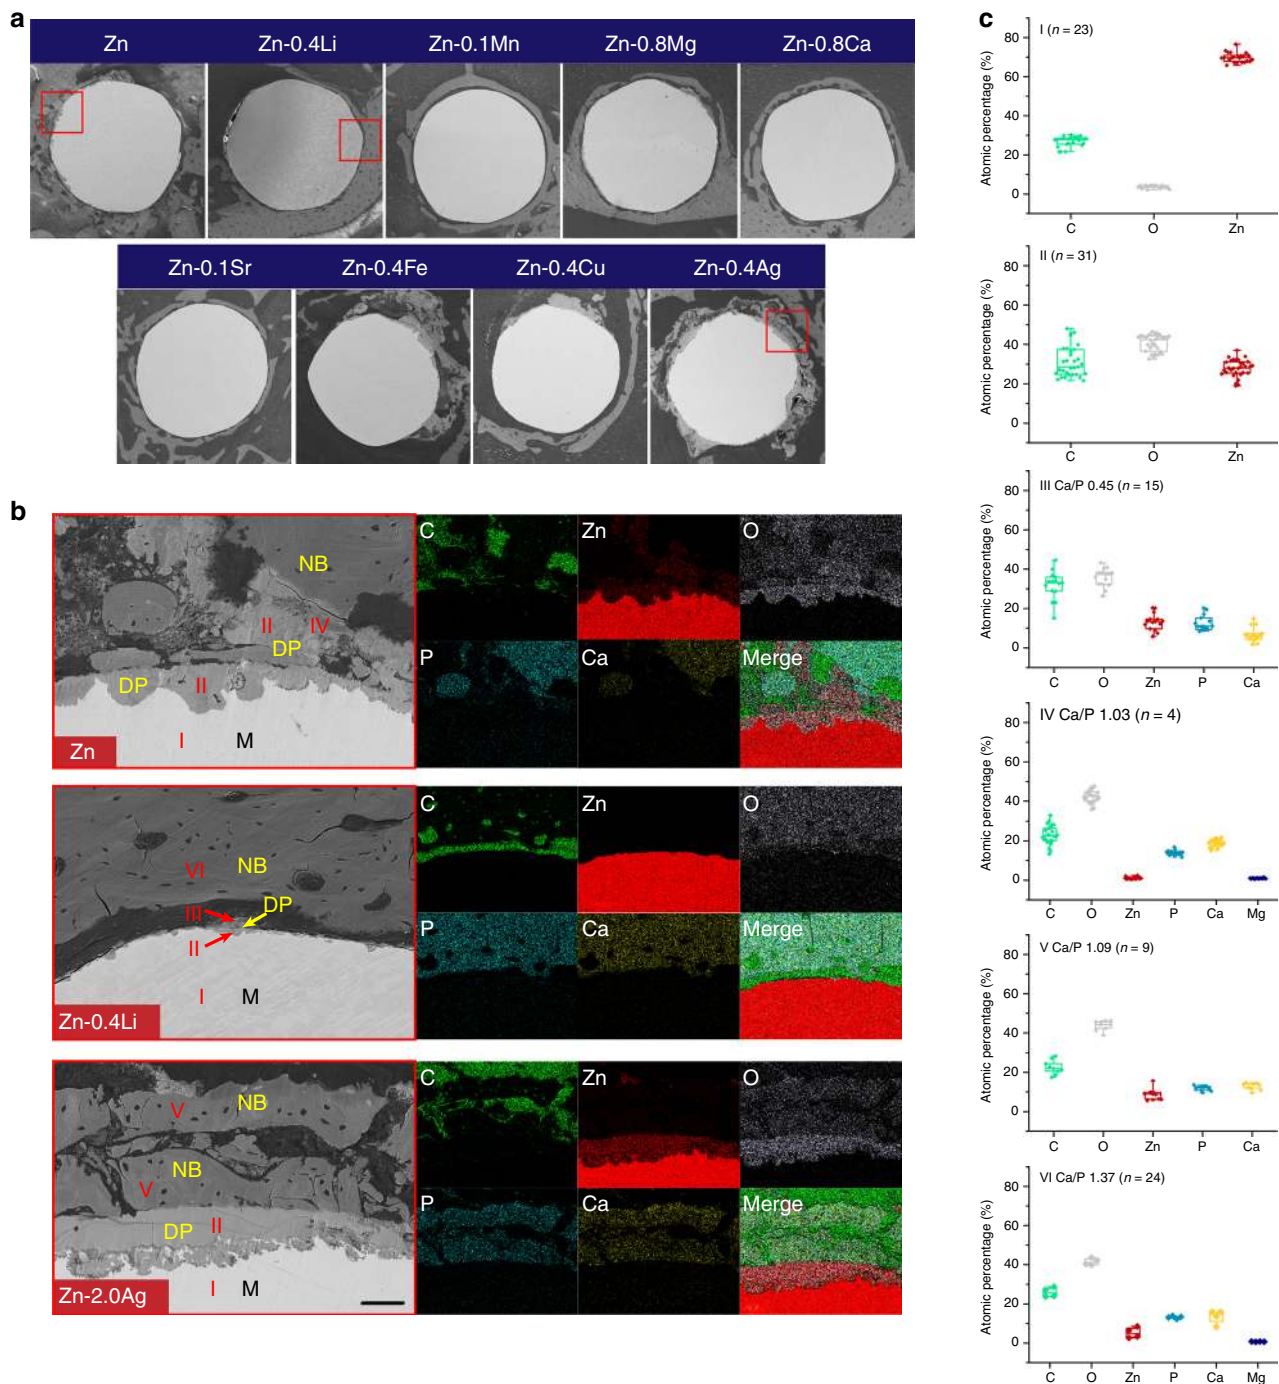 a
Zn Zn-0.4Li Zn-0.1Mn Zn-0.8Mg Zn-0.8Ca
Zn-0.1Sr Zn-0.4Fe Zn-0.4Cu Zn-0.4Ag
b
NB
II IV
DP
DP II
I M
Zn
C Zn O
P Ca Merge
VI NB
III DP
II
I M
Zn-0.4Li
C Zn O
P Ca Merge
V NB
NB
V
II
DP
I M
Zn-2.0Ag
C Zn O
P Ca Merge
c
I (n = 23)
Atomic percentage (%)
80
60
40
20
0
C O Zn
II (n = 31)
Atomic percentage (%)
80
60
40
20
0
C O Zn
III Ca/P 0.45 (n = 15)
Atomic percentage (%)
80
60
40
20
0
C O Zn P Ca
IV Ca/P 1.03 (n = 4)
Atomic percentage (%)
80
60
40
20
0
C O Zn P Ca Mg
V Ca/P 1.09 (n = 9)
Atomic percentage (%)
80
60
40
20
0
C O Zn P Ca
VI Ca/P 1.37 (n = 24)
Atomic percentage (%)
80
60
40
20
0
C O Zn P Ca Mg